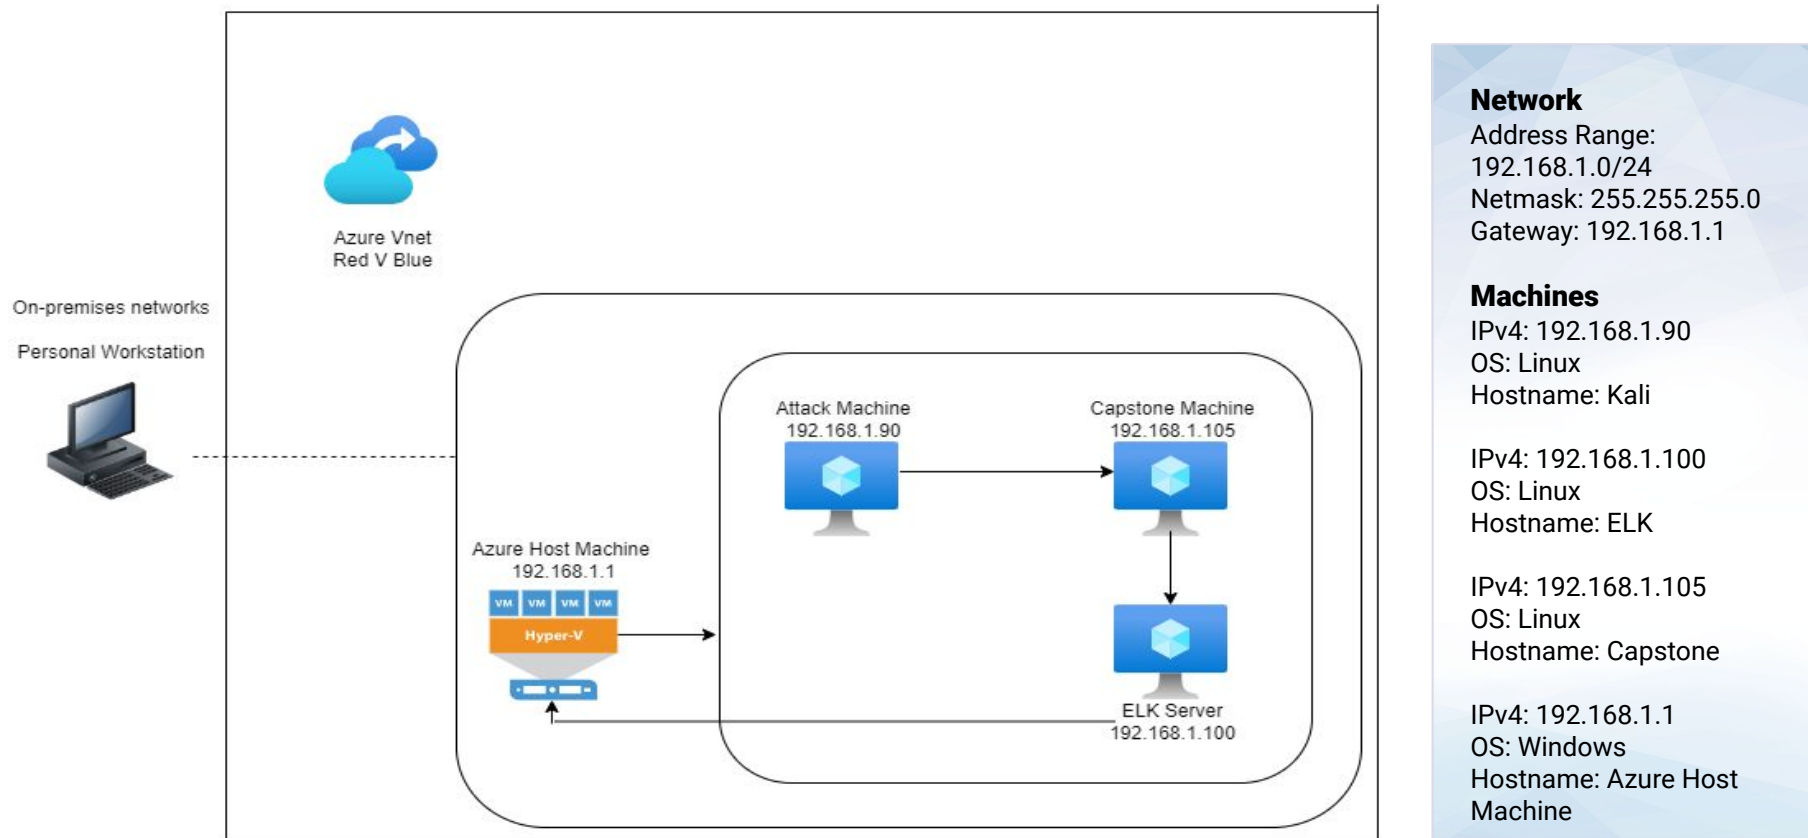 Azure Vnet
Red V Blue
On-premises networks
Personal Workstation
Attack Machine
192.168.1.90
Capstone Machine
192.168.1.105
Azure Host Machine
192.168.1.1
VM VM VM VM
Hyper-V
ELK Server
192.168.1.100
Network
Address Range:
192.168.1.0/24
Netmask: 255.255.255.0
Gateway: 192.168.1.1
Machines
IPv4: 192.168.1.90
OS: Linux
Hostname: Kali
IPv4: 192.168.1.100
OS: Linux
Hostname: ELK
IPv4: 192.168.1.105
OS: Linux
Hostname: Capstone
IPv4: 192.168.1.1
OS: Windows
Hostname: Azure Host
Machine